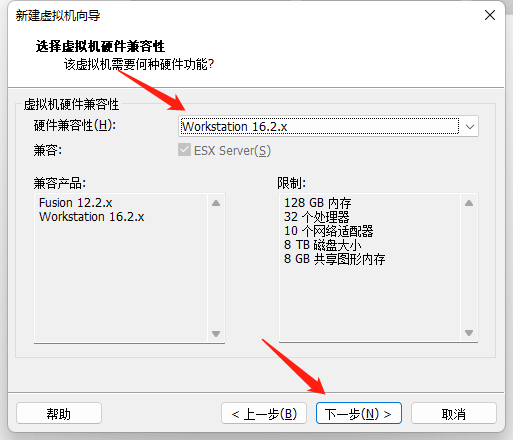 新建虚拟机向导
选择虚拟机硬件兼容性
该虚拟机需要何种硬件功能?
虚拟机硬件兼容性
硬件兼容性(H):
Workstation 16.2.x
兼容:
ESX Server(S)
兼容产品:
Fusion 12.2.x
Workstation 16.2.x
限制:
128 GB 内存
32 个处理器
10 个网络适配器
8 TB 磁盘大小
8 GB 共享图形内存
帮助
< 上一步(B)
下一步(N) >
取消